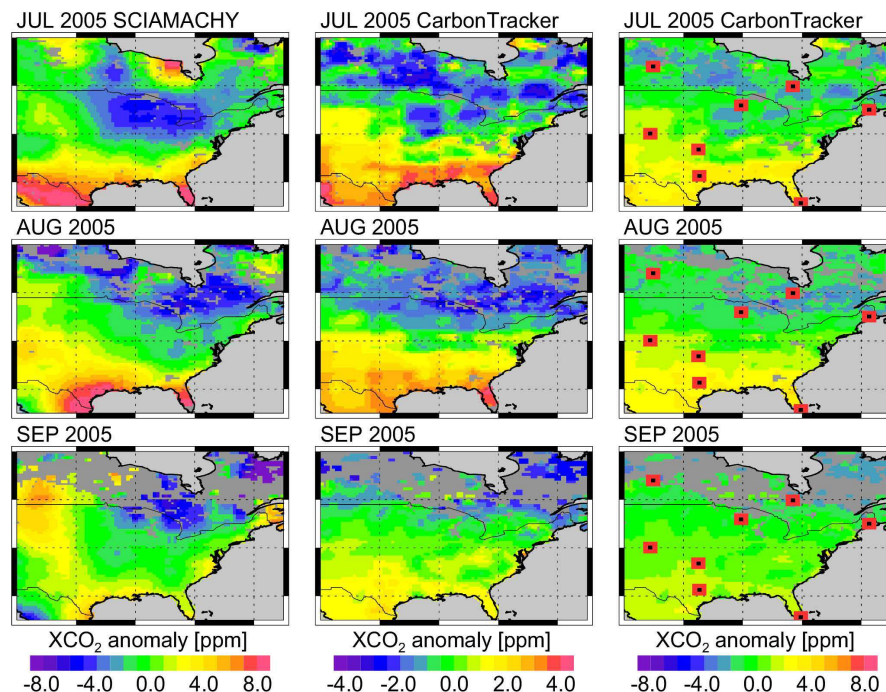 JUL 2005 SCIAMACHY JUL 2005 CarbonTracker JUL 2005 CarbonTracker
AUG 2005 AUG 2005 AUG 2005
SEP 2005 SEP 2005 SEP 2005
XCO₂ anomaly [ppm] XCO₂ anomaly [ppm] XCO₂ anomaly [ppm]
-8.0 -4.0 0.0 4.0 8.0 -4.0 -2.0 0.0 2.0 4.0 -8.0 -4.0 0.0 4.0 8.0